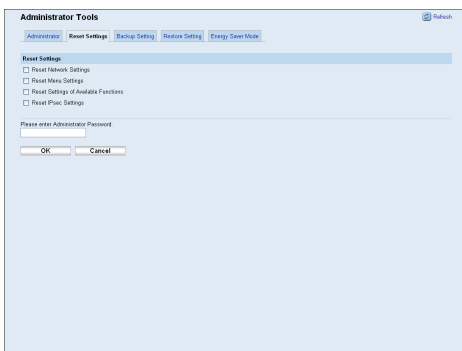 Administrator Tools
Refresh
Administrator Reset Settings Backup Setting Restore Setting Energy Saver Mode
Reset Settings
Reset Network Settings
Reset Menu Settings
Reset Settings of Available Functions
Reset IPsec Settings
Please enter Administrator Password.
OK Cancel